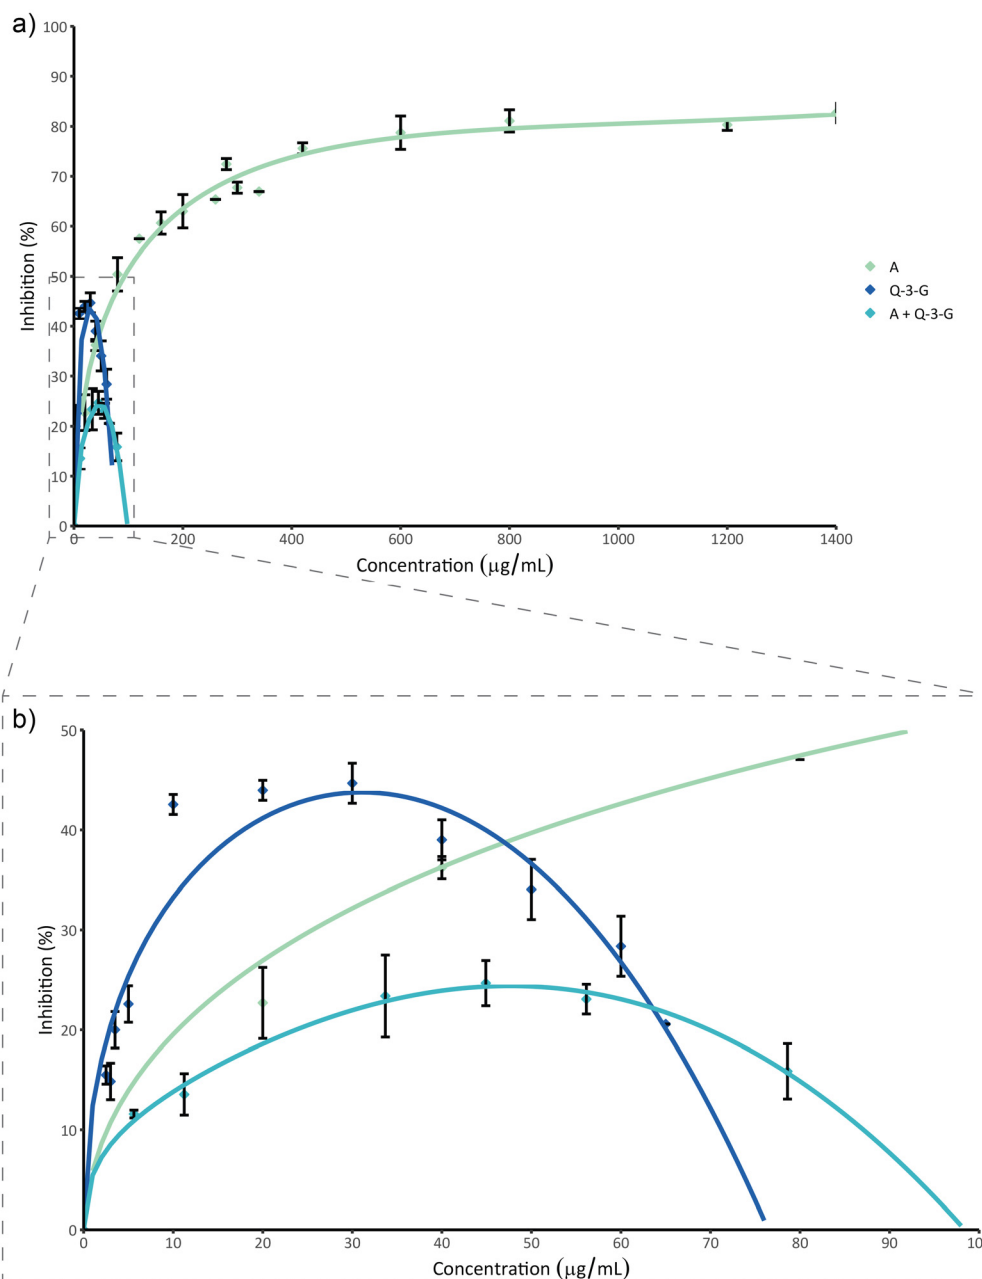 a)
100
90
80
70
60
50
40
30
20
10
0
Inhibition (%)
0 200 400 600 800 1000 1200 1400
Concentration (µg/mL)
A
Q-3-G
A + Q-3-G
b)
50
40
30
20
10
0
Inhibition (%)
0 10 20 30 40 50 60 70 80 90 10
Concentration (µg/mL)